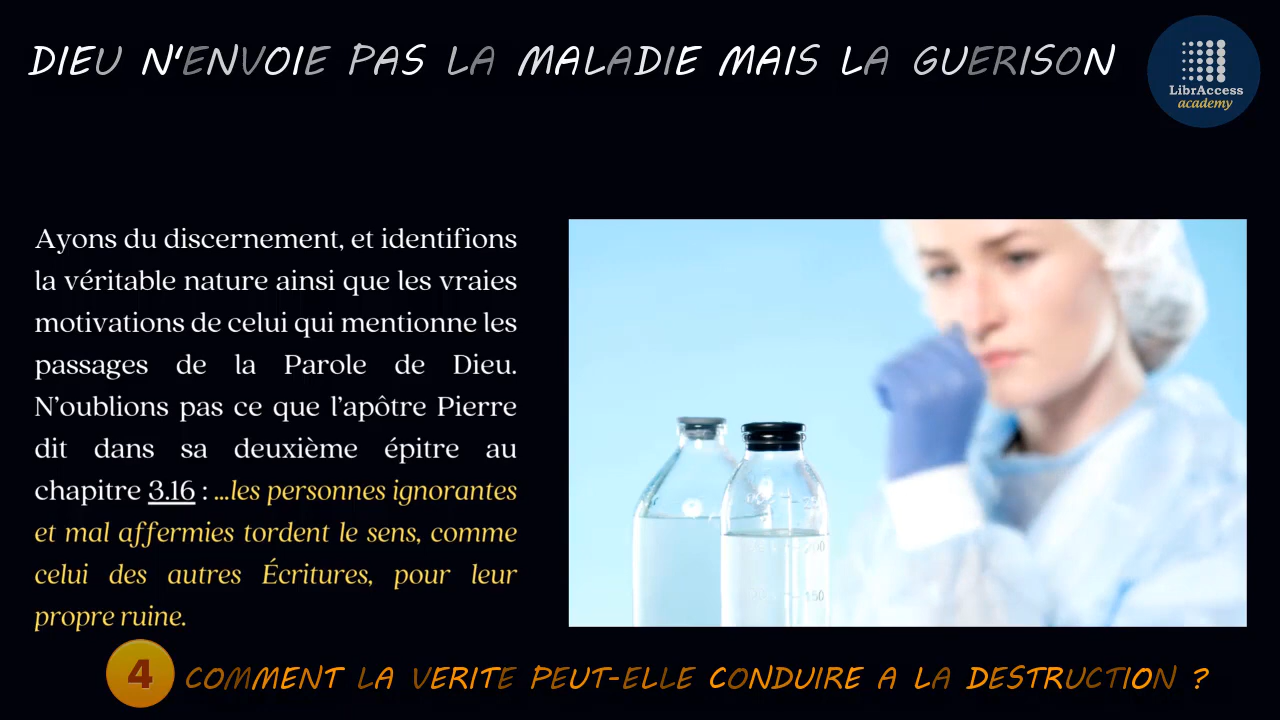 DIEU N'ENVOIE PAS LA MALADIE MAIS LA GUERISON
LibrAccess
academy
Ayons du discernement, et identifions
la véritable nature ainsi que les vraies
motivations de celui qui mentionne les
passages de la Parole de Dieu.
N’oublions pas ce que l’apôtre Pierre
dit dans sa deuxième épitre au
chapitre 3.16 : ...les personnes ignorantes
et mal affermies tordent le sens, comme
celui des autres Écritures, pour leur
propre ruine.
4 COMMENT LA VERITE PEUT-ELLE CONDUIRE A LA DESTRUCTION ?